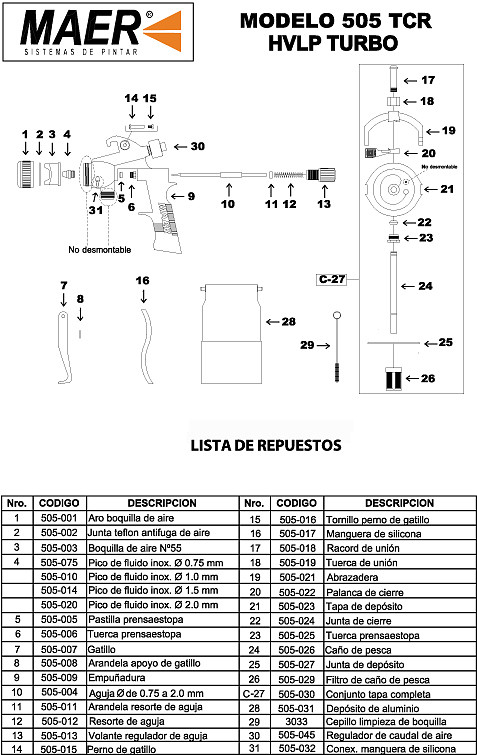 MAER®
SISTEMAS DE PINTAR
MODELO 505 TCR
HVLP TURBO
14 15
17
18
1 2 3 4
30
19
20
No desmontable
31
5
6
9
10
11 12
13
21
22
23
No desmontable
C-27
7
8
16
24
28
29
25
26
LISTA DE REPUESTOS
Nro. CODIGO DESCRIPCION
1 505-001 Aro boquilla de aire
2 505-002 Junta teflon antifuga de aire
3 505-003 Boquilla de aire Nº55
4 505-075 Pico de fluido inox. Ø 0.75 mm
505-010 Pico de fluido inox. Ø 1.0 mm
505-014 Pico de fluido inox. Ø 1.5 mm
505-020 Pico de fluido inox. Ø 2.0 mm
5 505-005 Pastilla prensaestopa
6 505-006 Tuerca prensaestopa
7 505-007 Gatillo
8 505-008 Arandela apoyo de gatillo
9 505-009 Empuñadura
10 505-004 Aguja Ø de 0.75 a 2.0 mm
11 505-011 Arandela resorte de aguja
12 505-012 Resorte de aguja
13 505-013 Volante regulador de aguja
14 505-015 Perno de gatillo
Nro. CODIGO DESCRIPCION
15 505-016 Tornillo perno de gatillo
16 505-017 Manguera de silicona
17 505-018 Racord de unión
18 505-019 Tuerca de unión
19 505-021 Abrazadera
20 505-022 Palanca de cierre
21 505-023 Tapa de depósito
22 505-024 Junta de cierre
23 505-025 Tuerca prensaestopa
24 505-026 Caño de pesca
25 505-027 Junta de depósito
26 505-029 Filtro de caño de pesca
C-27 505-030 Conjunto tapa completa
28 505-031 Depósito de aluminio
29 3033 Cepillo limpieza de boquilla
30 505-045 Regulador de caudal de aire
31 505-032 Conex. manguera de silicona